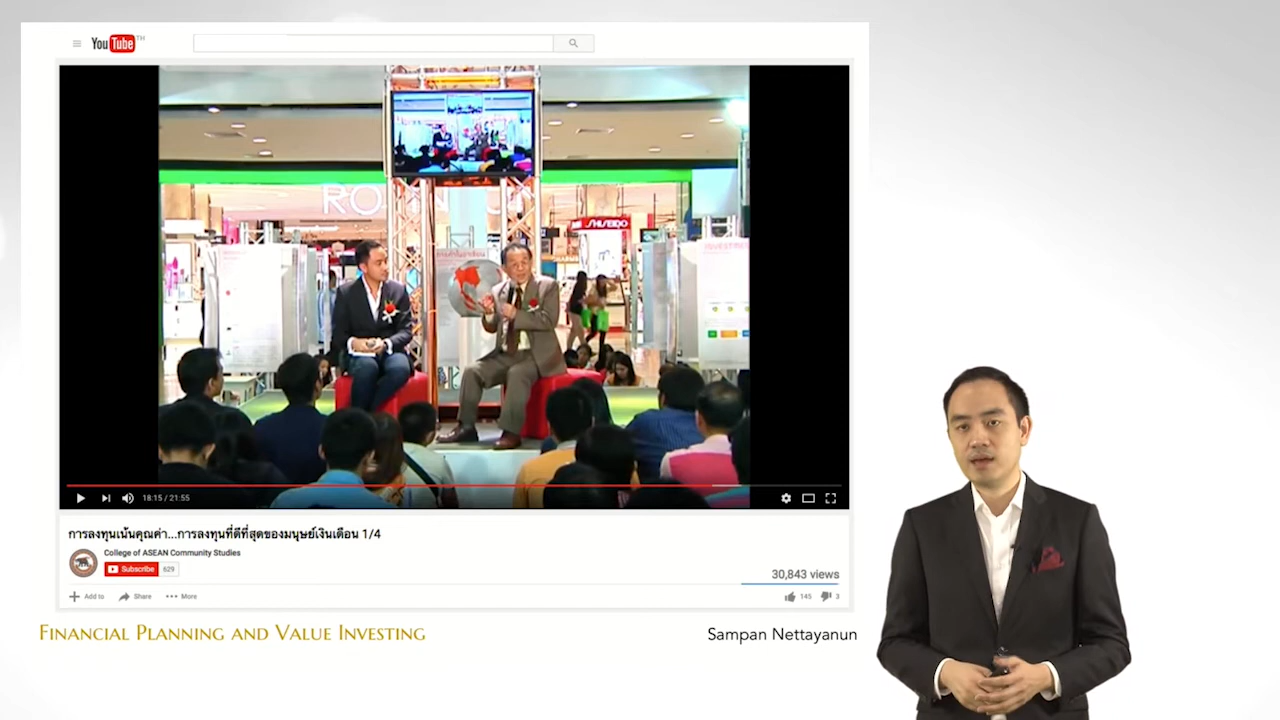 YouTube TH
ROBINS
SHISEIDO
18:15 / 21:55
การลงทุนเน้นคุณค่า...การลงทุนที่ดีที่สุดของมนุษย์เงินเดือน 1/4
College of ASEAN Community Studies
Subscribe 629
30,843 views
Add to Share More
145 3
FINANCIAL PLANNING AND VALUE INVESTING
Sampan Nettayanun